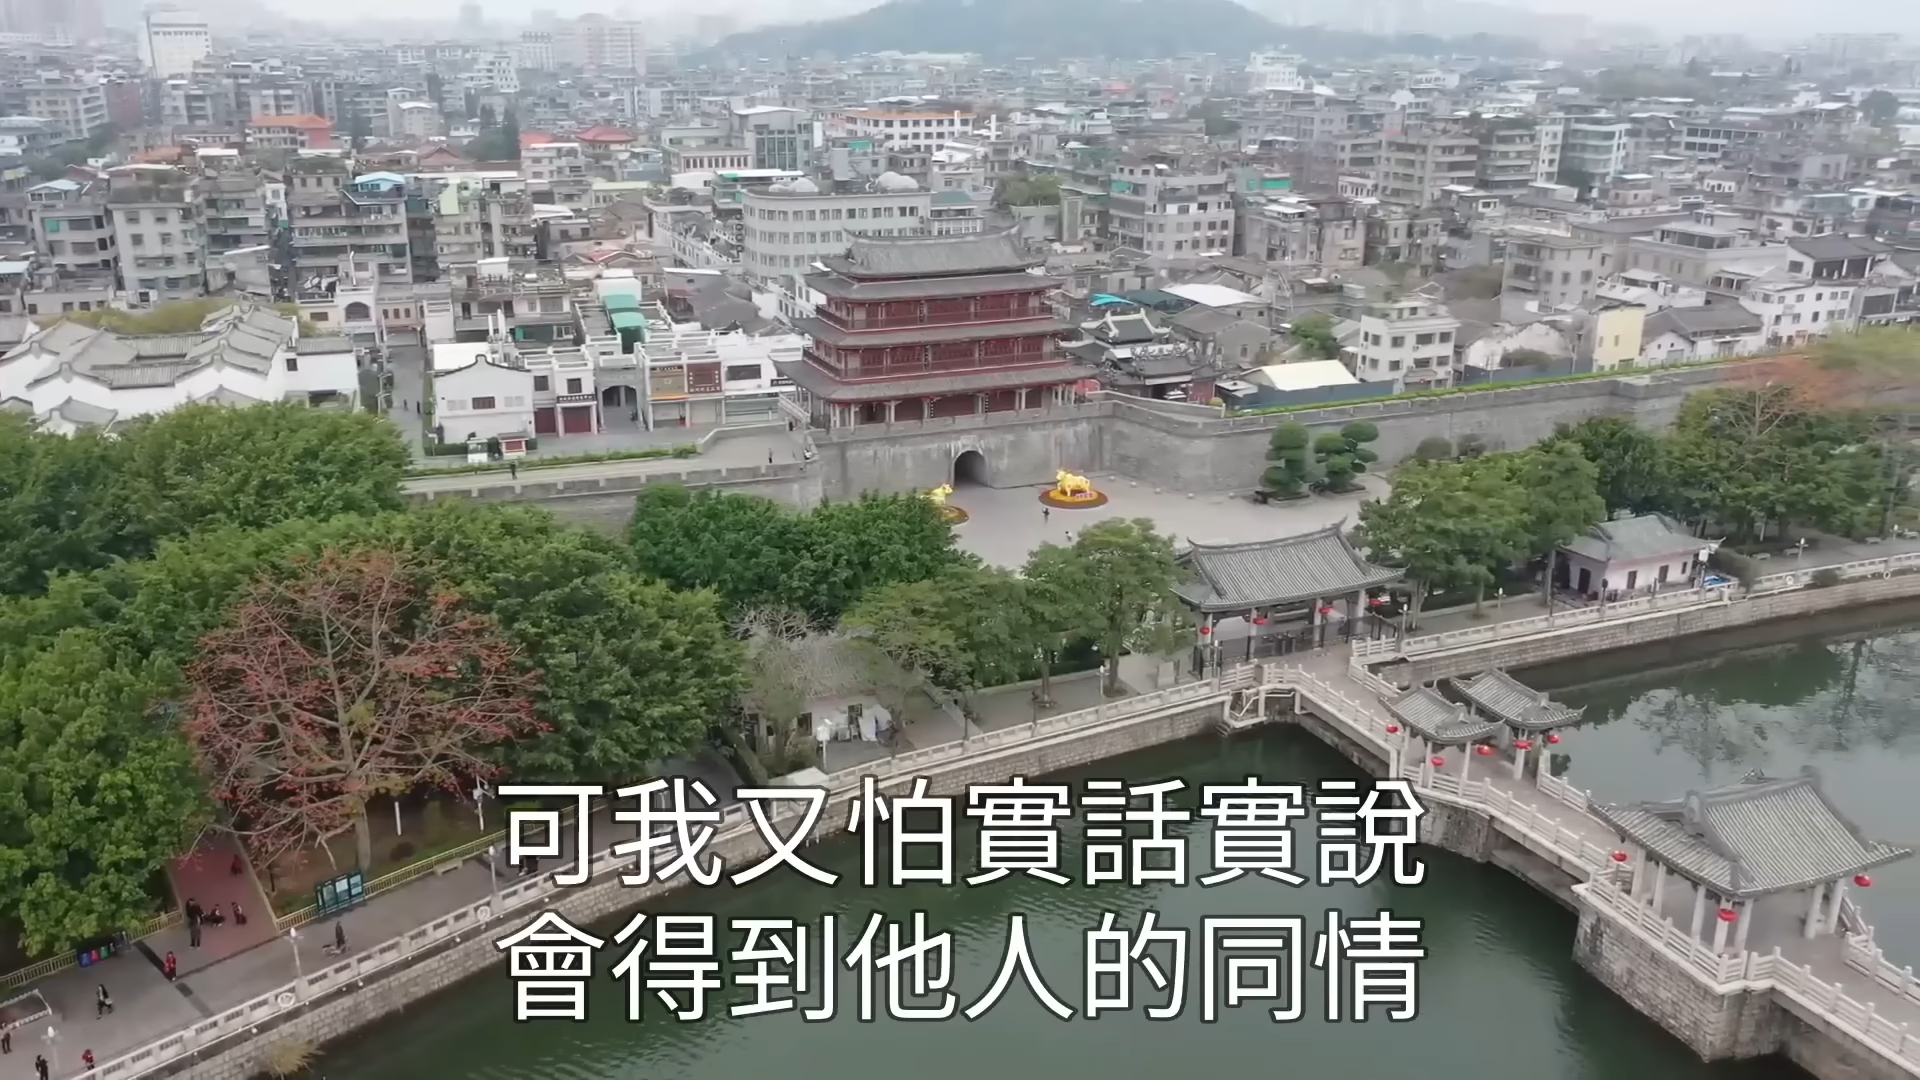 可我又怕實話實說
會得到他人的同情